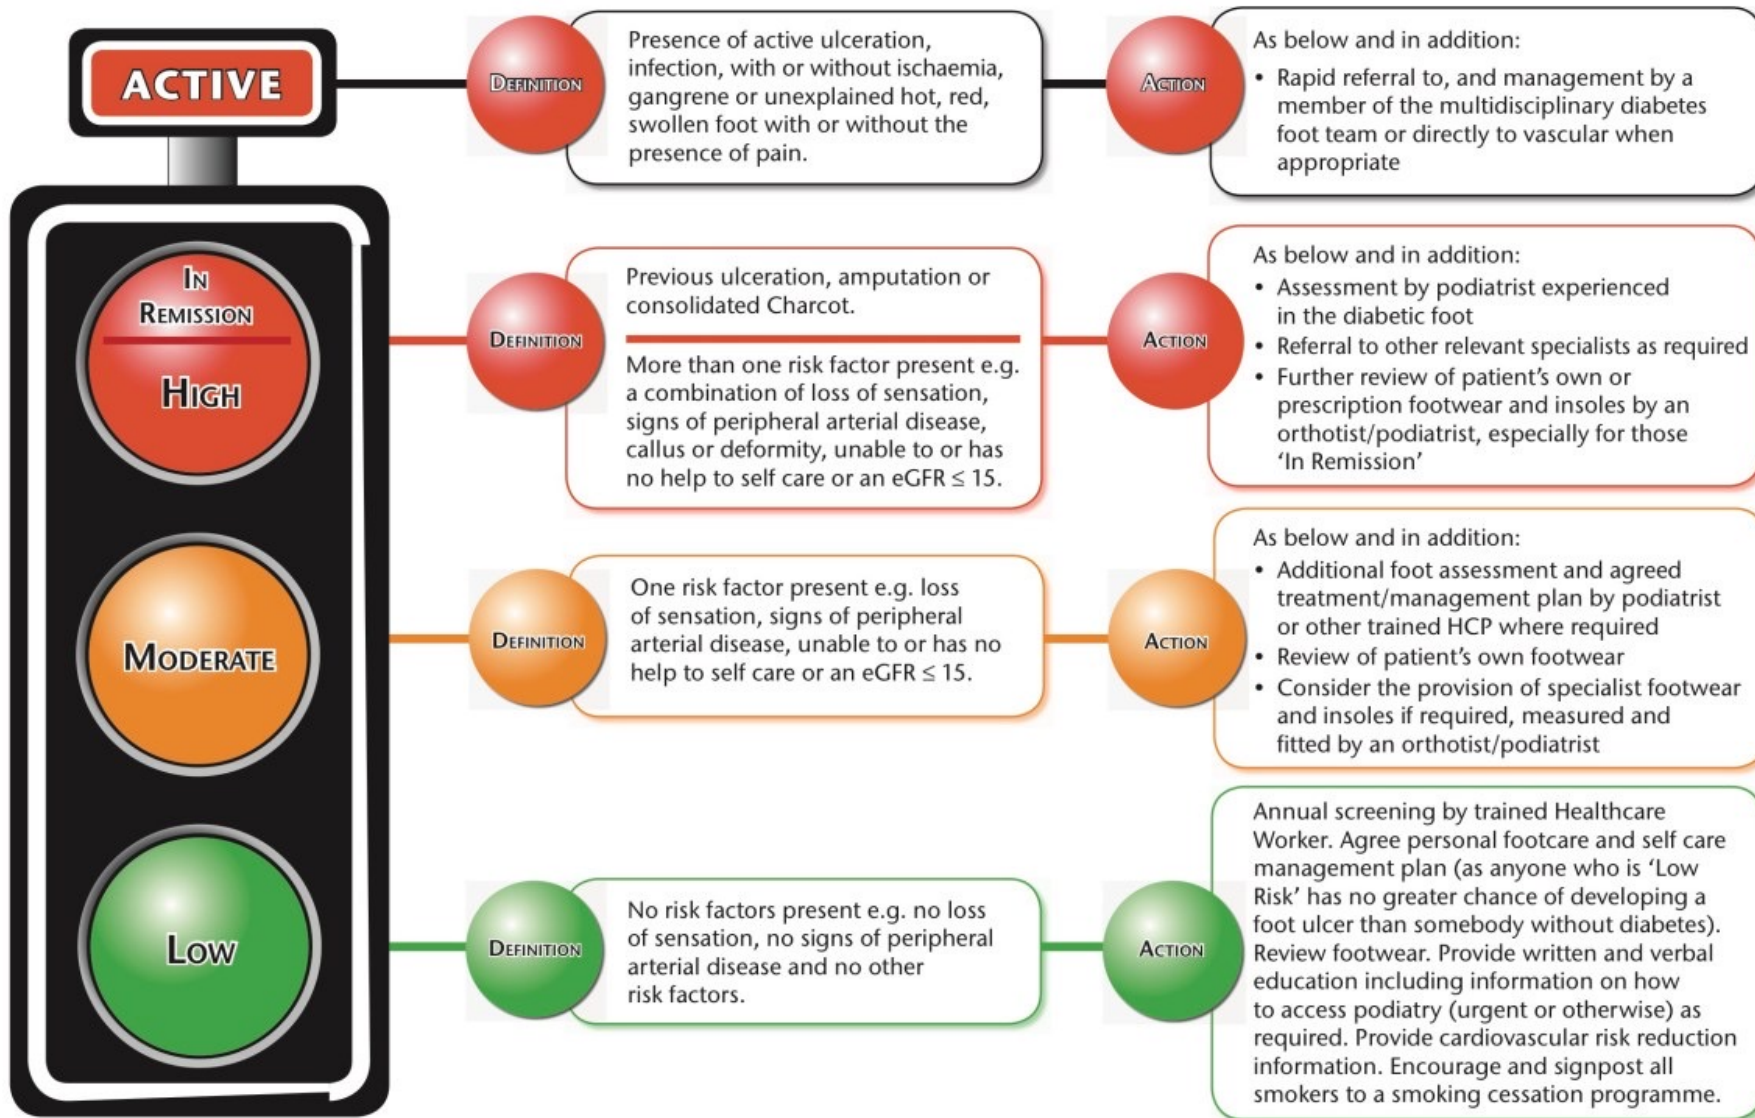 ACTIVE
DEFINITION
Presence of active ulceration,
infection, with or without ischaemia,
gangrene or unexplained hot, red,
swollen foot with or without the
presence of pain.
ACTION
As below and in addition:
• Rapid referral to, and management by a
member of the multidisciplinary diabetes
foot team or directly to vascular when
appropriate
IN
REMISSION
HIGH
DEFINITION
Previous ulceration, amputation or
consolidated Charcot.
More than one risk factor present e.g.
a combination of loss of sensation,
signs of peripheral arterial disease,
callus or deformity, unable to or has
no help to self care or an eGFR ≤ 15.
ACTION
As below and in addition:
• Assessment by podiatrist experienced
in the diabetic foot
• Referral to other relevant specialists as required
• Further review of patient’s own or
prescription footwear and insoles by an
orthotist/podiatrist, especially for those
‘In Remission’
MODERATE
DEFINITION
One risk factor present e.g. loss
of sensation, signs of peripheral
arterial disease, unable to or has no
help to self care or an eGFR ≤ 15.
ACTION
As below and in addition:
• Additional foot assessment and agreed
treatment/management plan by podiatrist
or other trained HCP where required
• Review of patient’s own footwear
• Consider the provision of specialist footwear
and insoles if required, measured and
fitted by an orthotist/podiatrist
LOW
DEFINITION
No risk factors present e.g. no loss
of sensation, no signs of peripheral
arterial disease and no other
risk factors.
ACTION
Annual screening by trained Healthcare
Worker. Agree personal footcare and self care
management plan (as anyone who is ‘Low
Risk’ has no greater chance of developing a
foot ulcer than somebody without diabetes).
Review footwear. Provide written and verbal
education including information on how
to access podiatry (urgent or otherwise) as
required. Provide cardiovascular risk reduction
information. Encourage and signpost all
smokers to a smoking cessation programme.